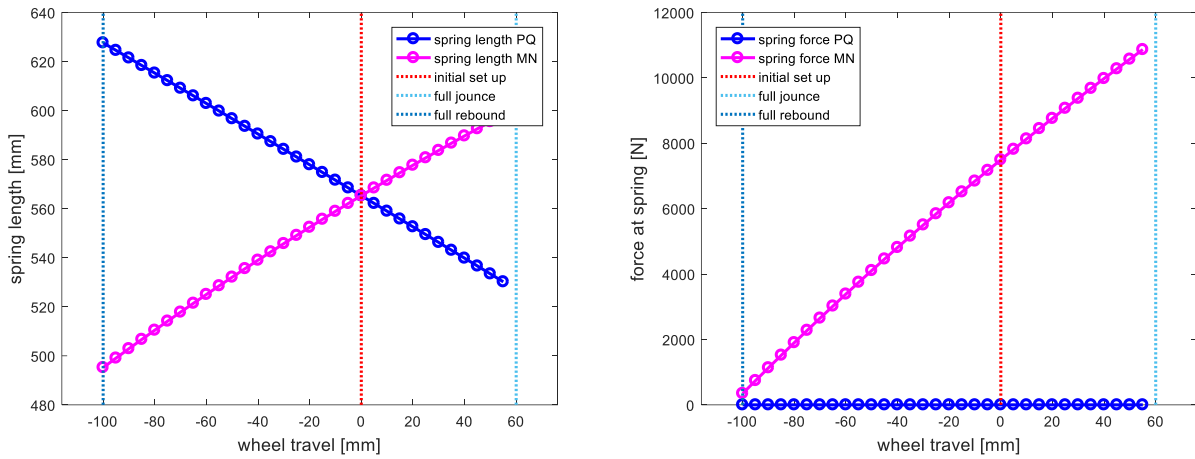 640
620
600
580
560
540
520
500
480
spring length [mm]
-100 -80 -60 -40 -20 0 20 40 60
wheel travel [mm]
spring length PQ
spring length MN
initial set up
full jounce
full rebound
12000
10000
8000
6000
4000
2000
0
force at spring [N]
-100 -80 -60 -40 -20 0 20 40 60
wheel travel [mm]
spring force PQ
spring force MN
initial set up
full jounce
full rebound